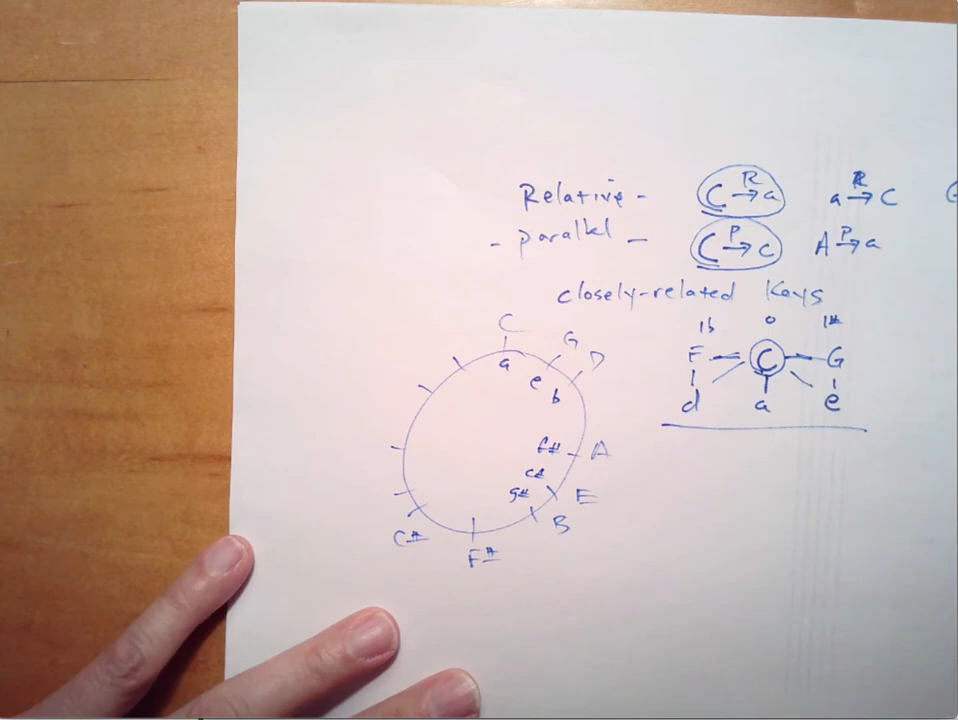 Relative - C R→ a a R→ C
- parallel - C P→ c A P→ a
closely-related Keys
1b 0 1#
F — C — G
d a e
C
G
D
a
e
b
f#
A
c#
E
g#
B
C#
F#